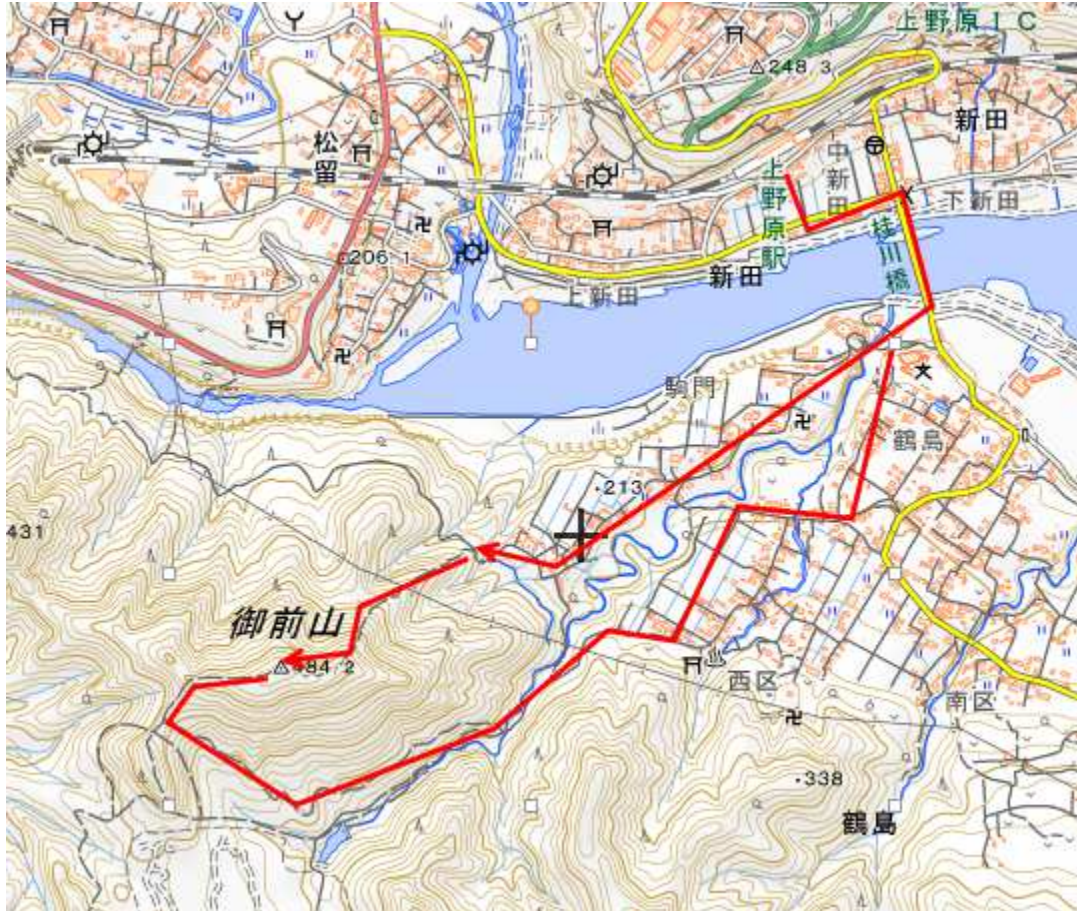 上野原IC
248.3
新田
松留
中新田
上野原駅
下新田
桂川橋
206.1
新田
上新田
駒門
鶴島
213
431
御前山
484.2
西区
南区
338
鶴島